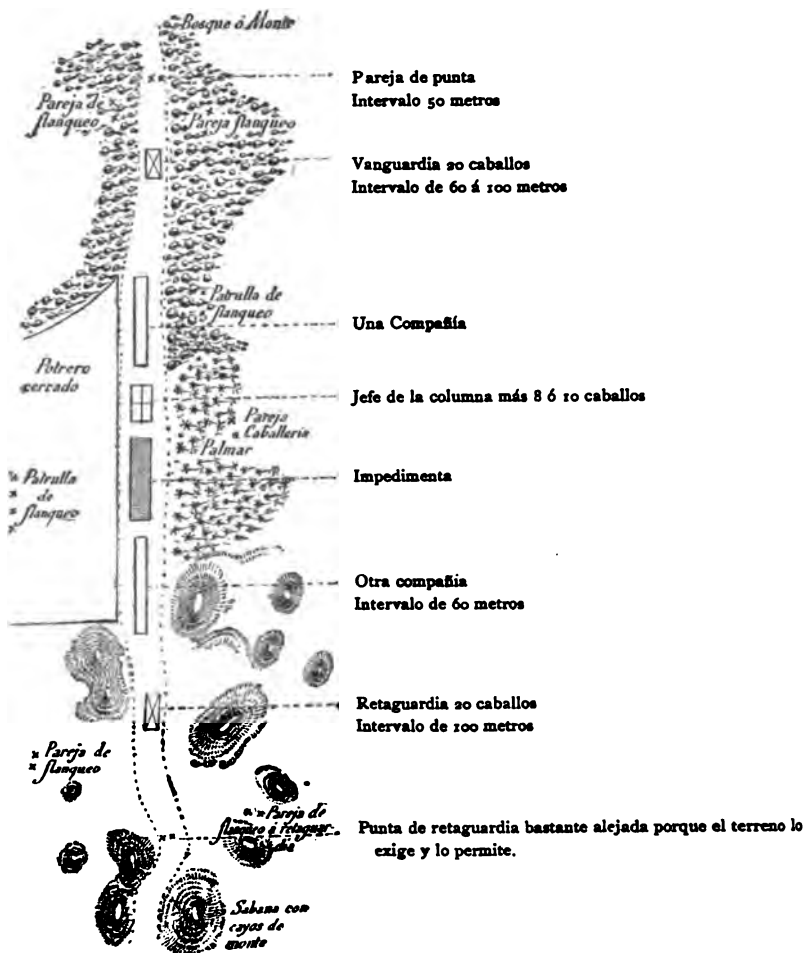 Bosque ó Monte
Pareja de punta
Intervalo 50 metros
Pareja de
flanqueo
Pareja flanqueo
Vanguardia 20 caballos
Intervalo de 60 á 100 metros
Patrulla de
flanqueo
Una Compañía
Potrero
cercado
Jefe de la columna más 8 ó 10 caballos
Pareja
Caballeria
Palmar
Impedimenta
Patrulla
de
flanqueo
Otra compañia
Intervalo de 60 metros
Retaguardia 20 caballos
Intervalo de 100 metros
Pareja de
flanqueo
Pareja de
flanqueo á retaguar-
dia
Punta de retaguardia bastante alejada porque el terreno lo
exige y lo permite.
Sabana con
cayos de
monte